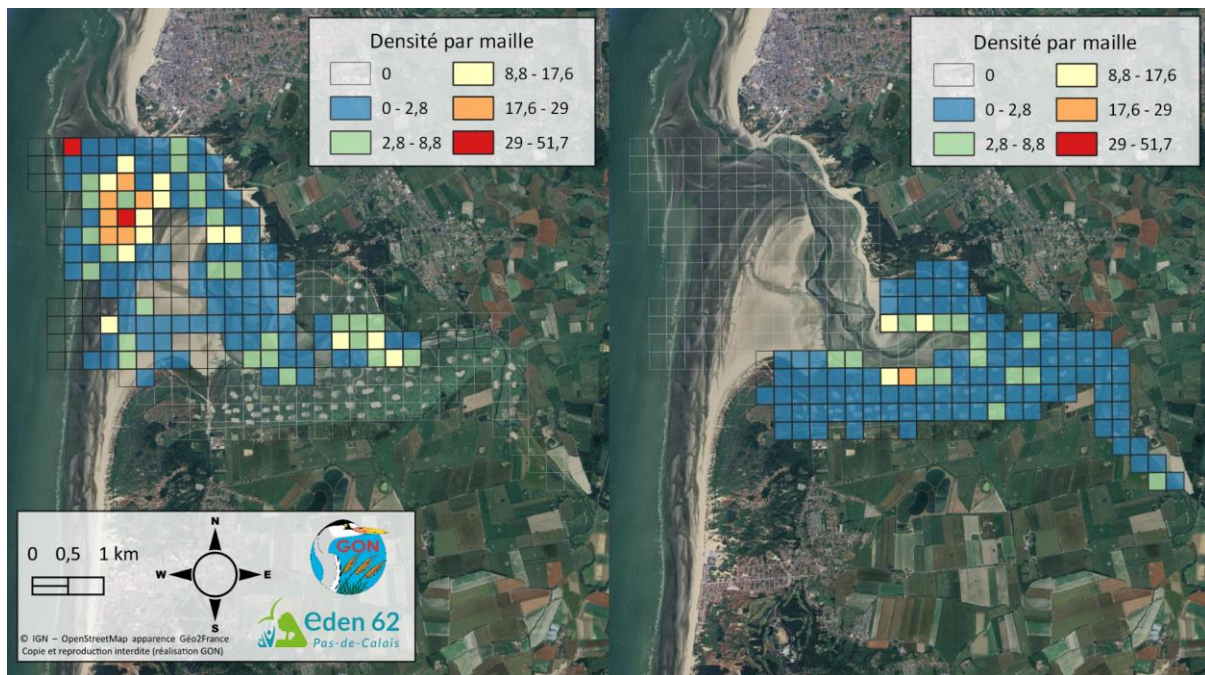 Densité par maille
0
8,8 - 17,6
0 - 2,8
17,6 - 29
2,8 - 8,8
29 - 51,7
Densité par maille
0
8,8 - 17,6
0 - 2,8
17,6 - 29
2,8 - 8,8
29 - 51,7
0 0,5 1 km
N
W E
S
GON
eden 62
Pas-de-Calais
© IGN – OpenStreetMap apparence Géo2France
Copie et reproduction interdite (réalisation GON)